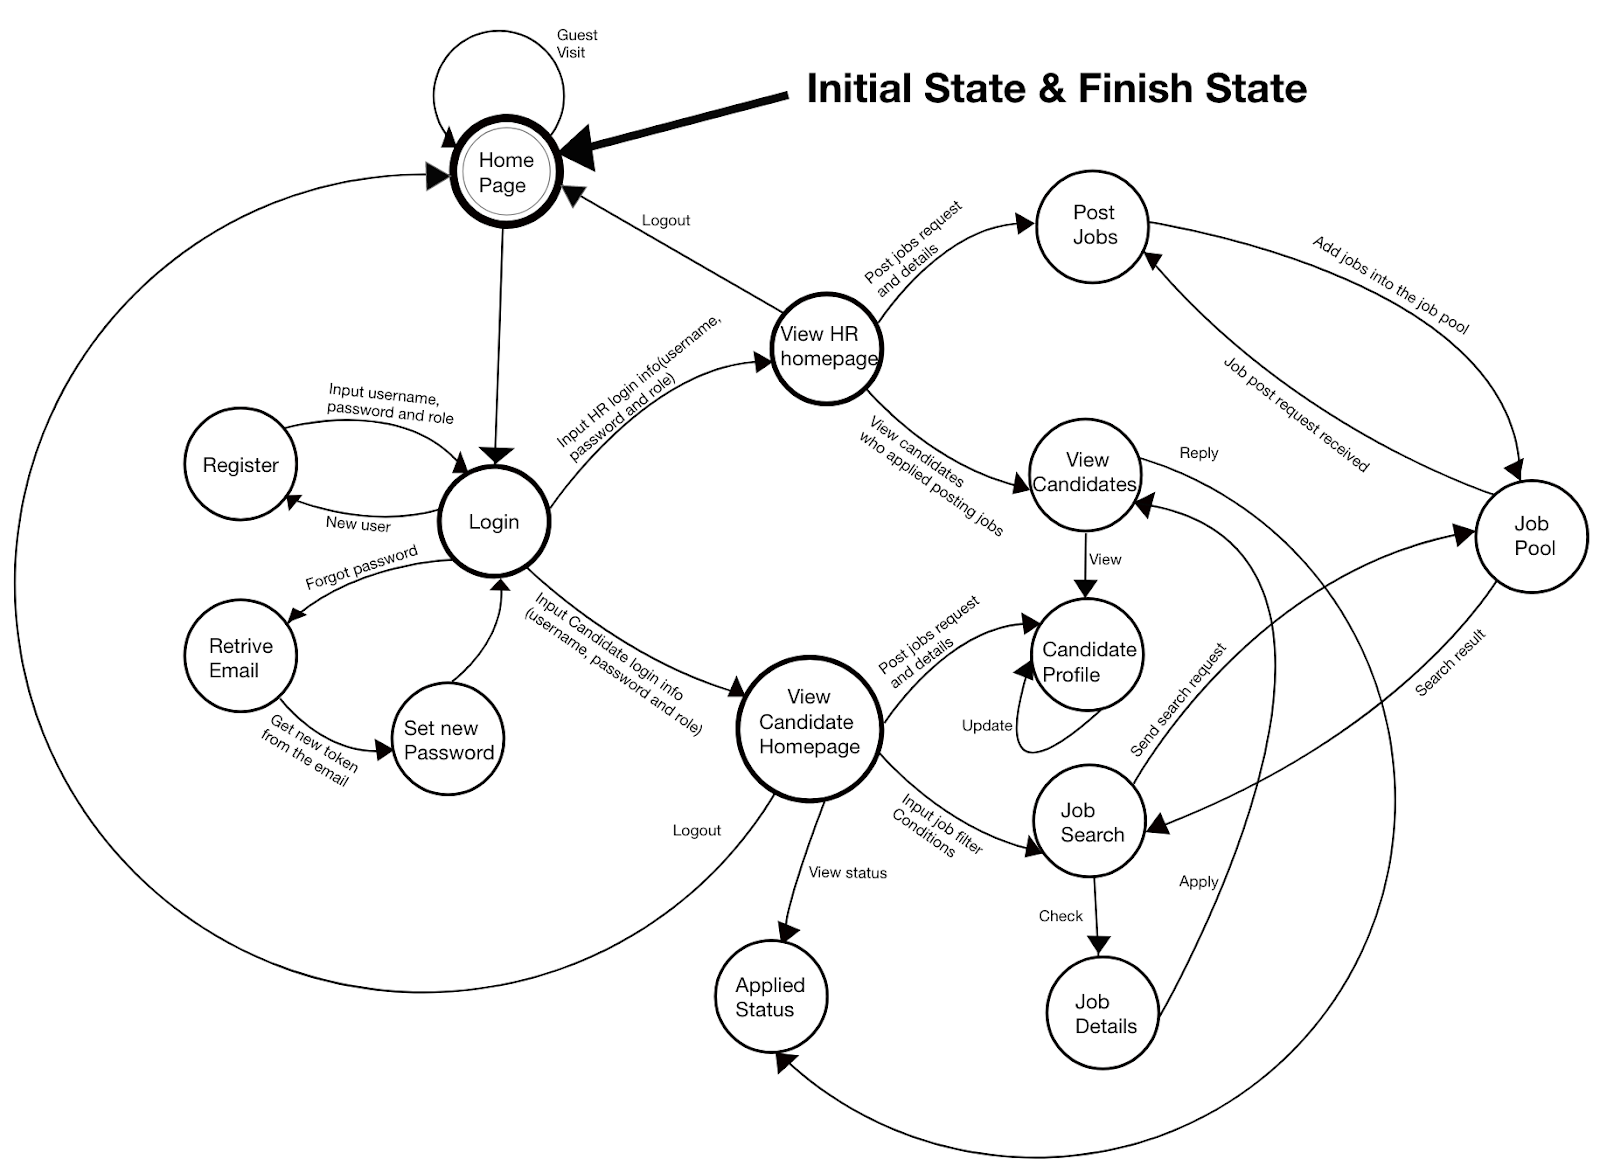 Guest
Visit
Initial State & Finish State
Home
Page
Logout
Post jobs request
and details
Post
Jobs
Add jobs into the job pool
View HR
homepage
Input HR login info(username,
password and role)
Job post request received
Input username,
password and role
Register
New user
Login
View candidates
who applied posting jobs
View
Candidates
Reply
Job
Pool
View
Forgot password
Retrive
Email
Get new token
from the email
Set new
Password
Input Candidate login info
(username, password and role)
View
Candidate
Homepage
Post jobs request
and details
Candidate
Profile
Update
Send search request
Search result
Input job filter
Conditions
Job
Search
Logout
View status
Check
Apply
Applied
Status
Job
Details